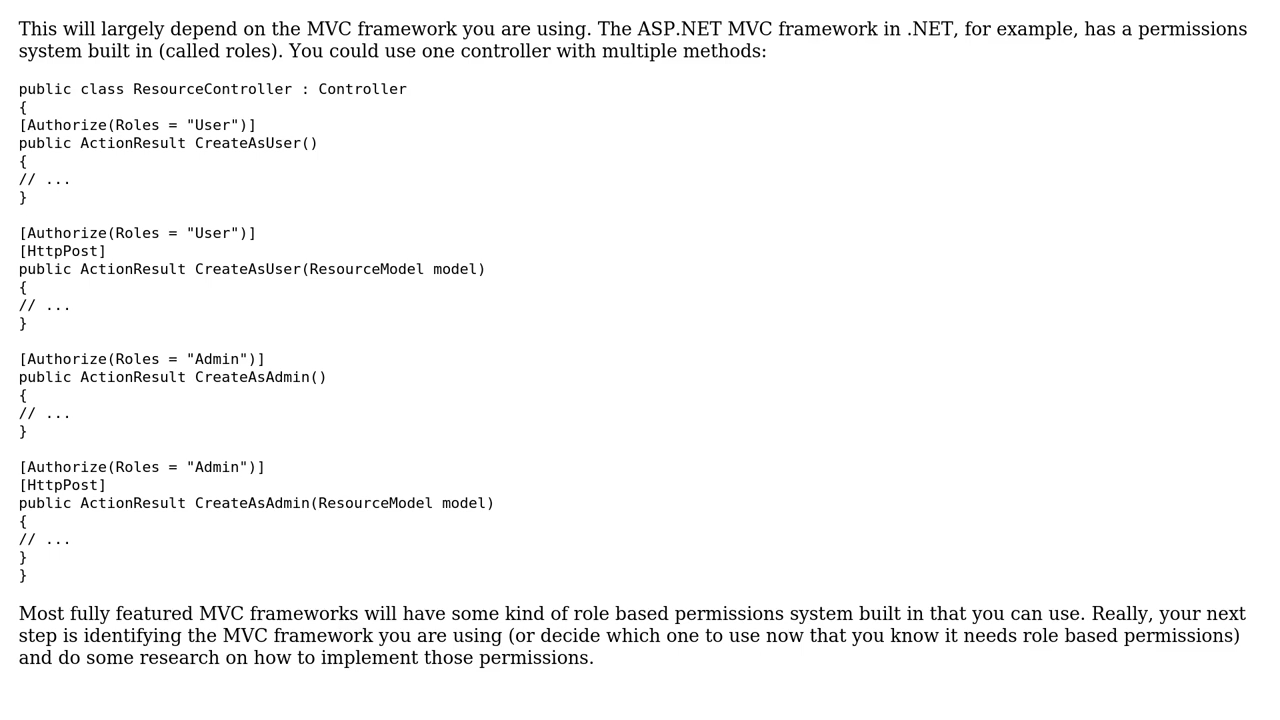 This will largely depend on the MVC framework you are using. The ASP.NET MVC framework in .NET, for example, has a permissions
system built in (called roles). You could use one controller with multiple methods:
public class ResourceController : Controller
{
[Authorize(Roles = "User")]
public ActionResult CreateAsUser()
{
// ...
}
[Authorize(Roles = "User")]
[HttpPost]
public ActionResult CreateAsUser(ResourceModel model)
{
// ...
}
[Authorize(Roles = "Admin")]
public ActionResult CreateAsAdmin()
{
// ...
}
[Authorize(Roles = "Admin")]
[HttpPost]
public ActionResult CreateAsAdmin(ResourceModel model)
{
// ...
}
}
Most fully featured MVC frameworks will have some kind of role based permissions system built in that you can use. Really, your next
step is identifying the MVC framework you are using (or decide which one to use now that you know it needs role based permissions)
and do some research on how to implement those permissions.